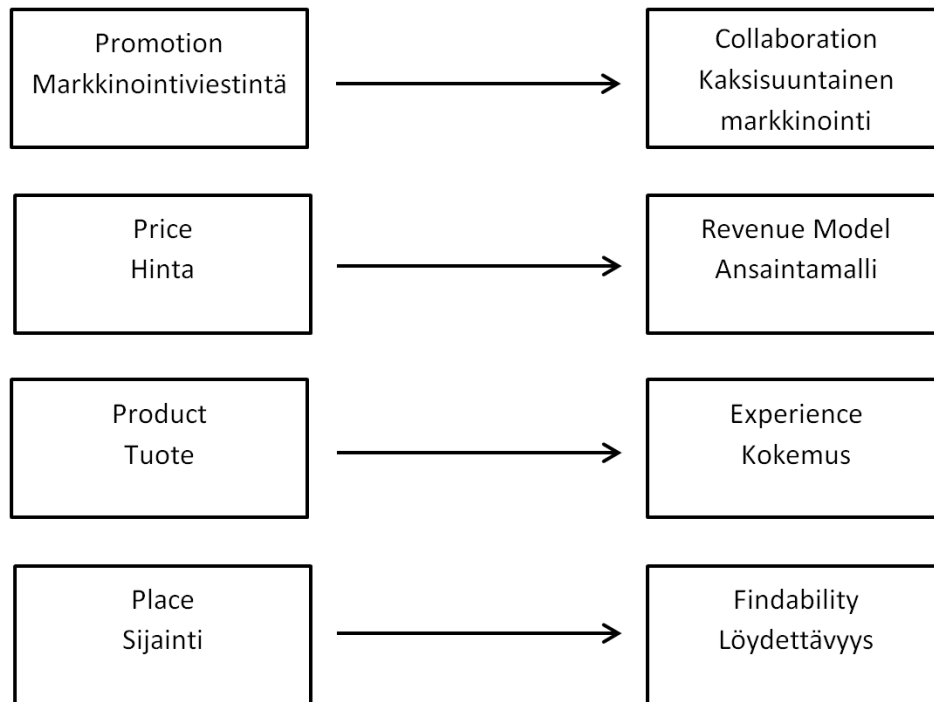 Promotion
Markkinointiviestintä
Collaboration
Kaksisuuntainen
markkinointi
Price
Hinta
Revenue Model
Ansaintamalli
Product
Tuote
Experience
Kokemus
Place
Sijainti
Findability
Löydettävyys